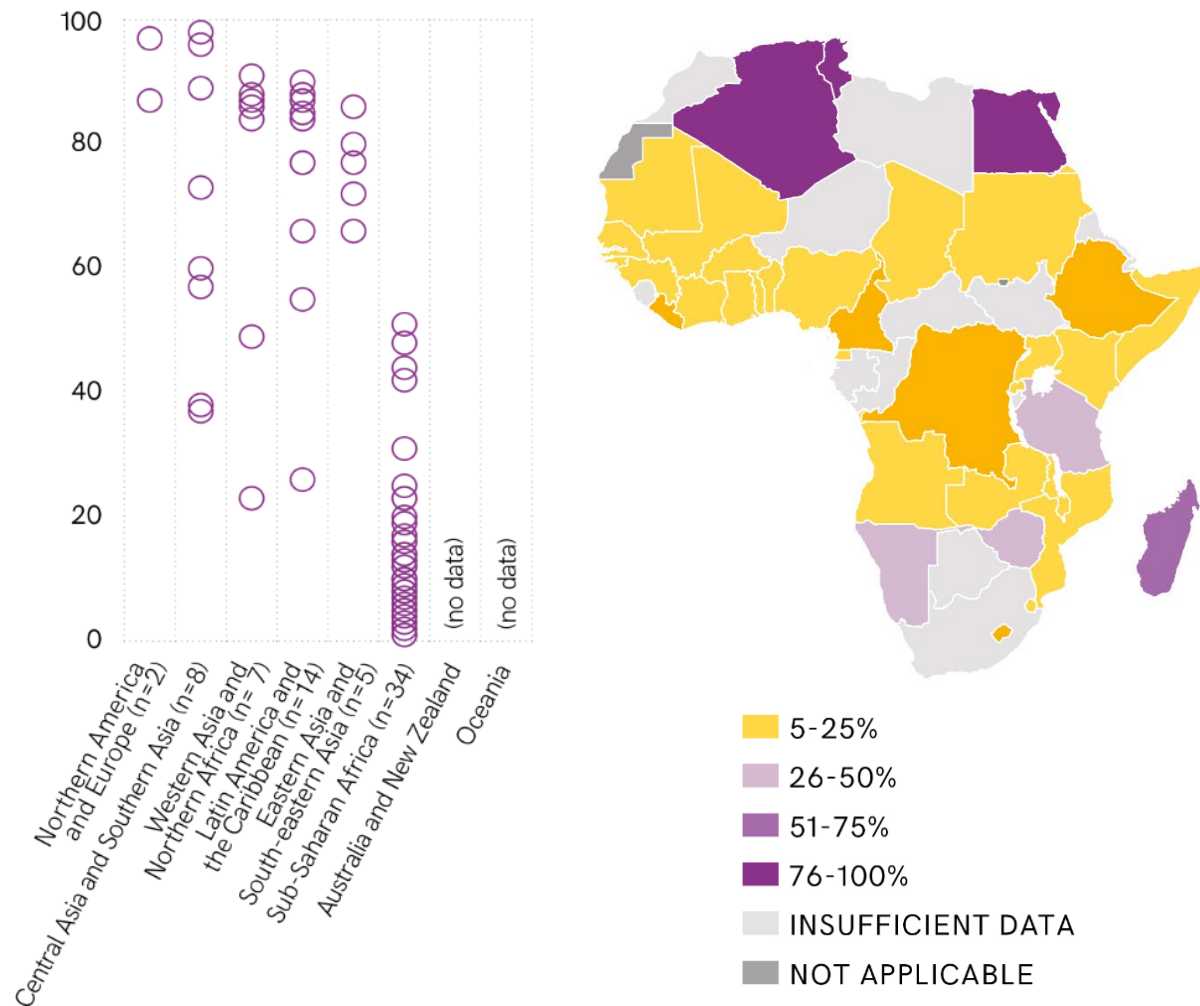 100
80
60
40
20
0
(no data)
(no data)
Northern America
and Europe (n=2)
Central Asia and Southern Asia (n=8)
Western Asia and
Northern Africa (n=7)
Latin America and
the Caribbean (n=14)
Eastern Asia and
South-eastern Asia (n=5)
Sub-Saharan Africa (n=34)
Australia and New Zealand
Oceania
5-25%
26-50%
51-75%
76-100%
INSUFFICIENT DATA
NOT APPLICABLE